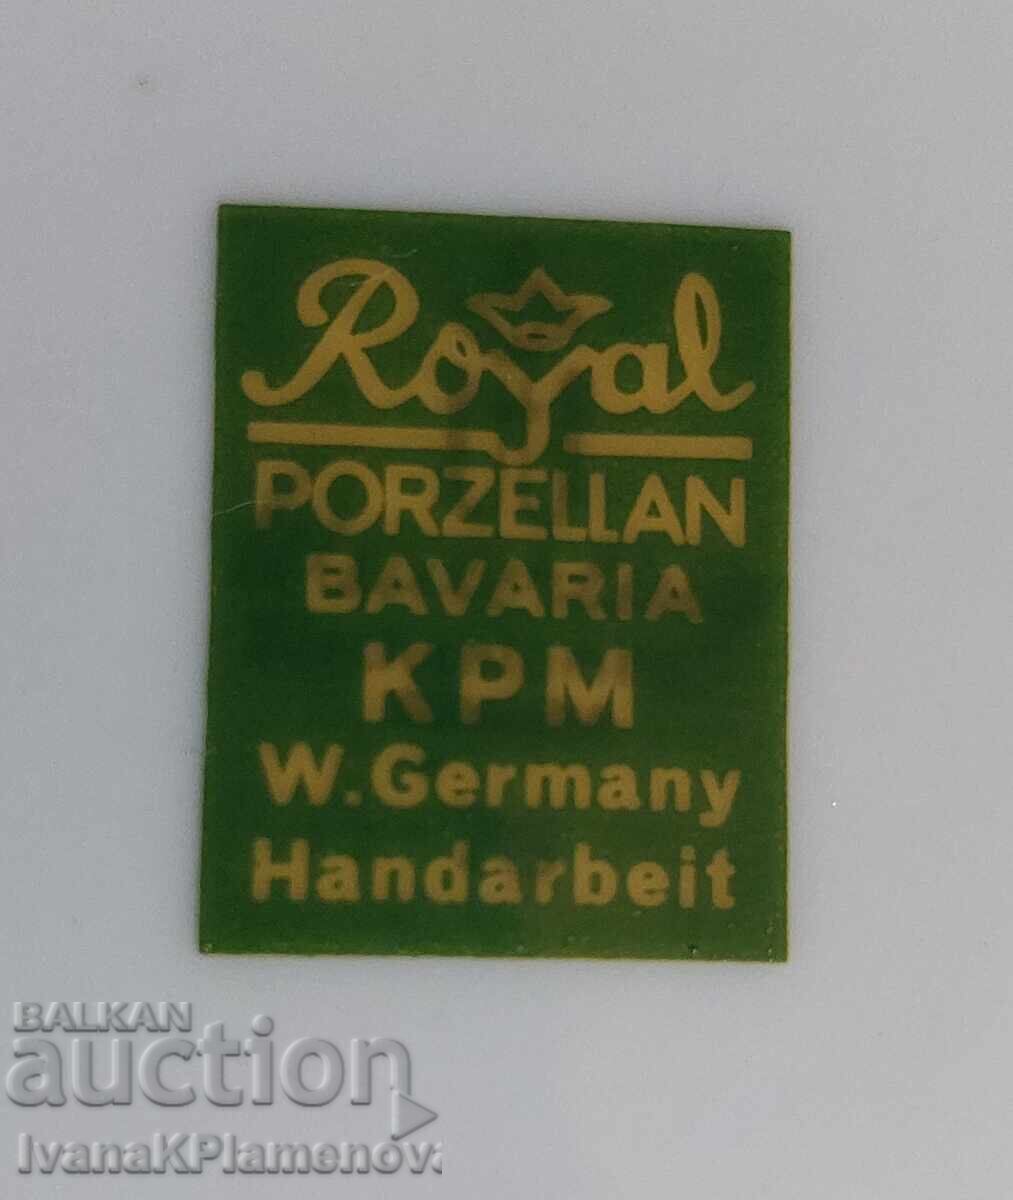 Royal
PORZELLAN
BAVARIA
KPM
W. Germany
Handarbeit
BALKAN
auction
IvanaKPlamenova